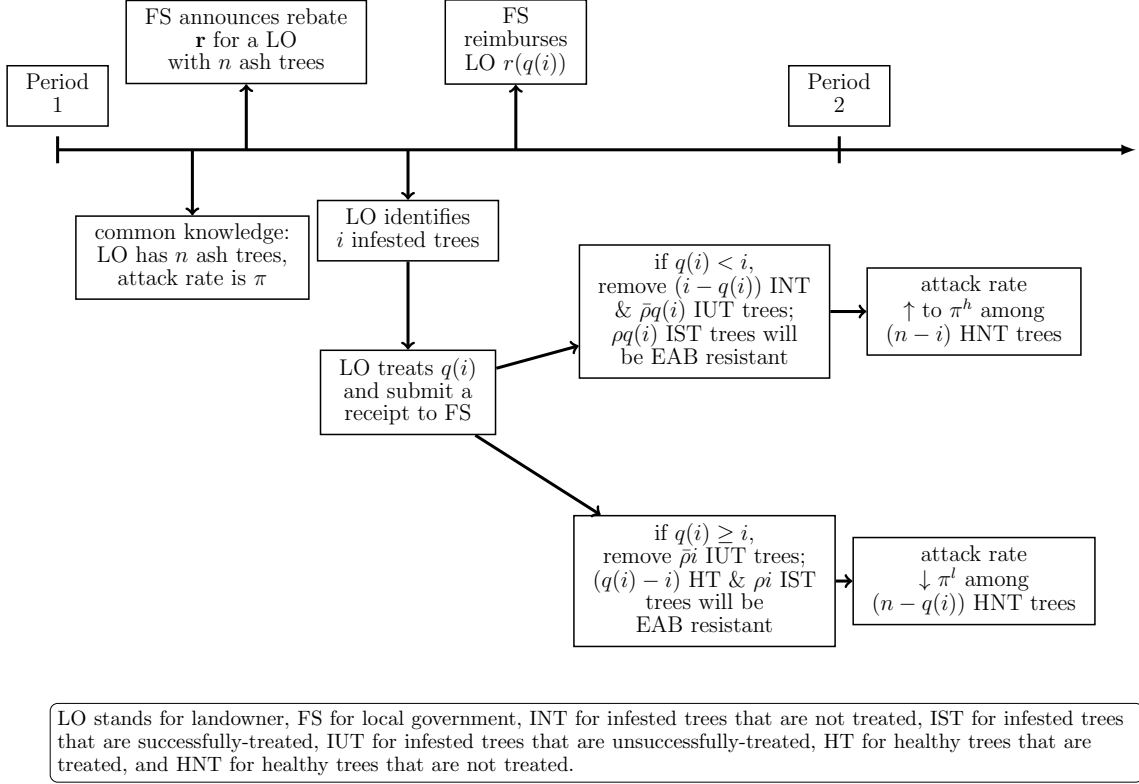 FS announces rebate
r for a LO
with n ash trees
FS
reimburses
LO r(q(i))
Period
1
Period
2
common knowledge:
LO has n ash trees,
attack rate is π
LO identifies
i infested trees
if q(i) < i,
remove (i − q(i)) INT
& ρ̄q(i) IUT trees;
ρq(i) IST trees will
be EAB resistant
attack rate
↑ to π^h among
(n − i) HNT trees
LO treats q(i)
and submit a
receipt to FS
if q(i) ≥ i,
remove ρ̄i IUT trees;
(q(i) − i) HT & ρi IST
trees will be
EAB resistant
attack rate
↓ π^l among
(n − q(i)) HNT trees
LO stands for landowner, FS for local government, INT for infested trees that are not treated, IST for infested trees
that are successfully-treated, IUT for infested trees that are unsuccessfully-treated, HT for healthy trees that are
treated, and HNT for healthy trees that are not treated.